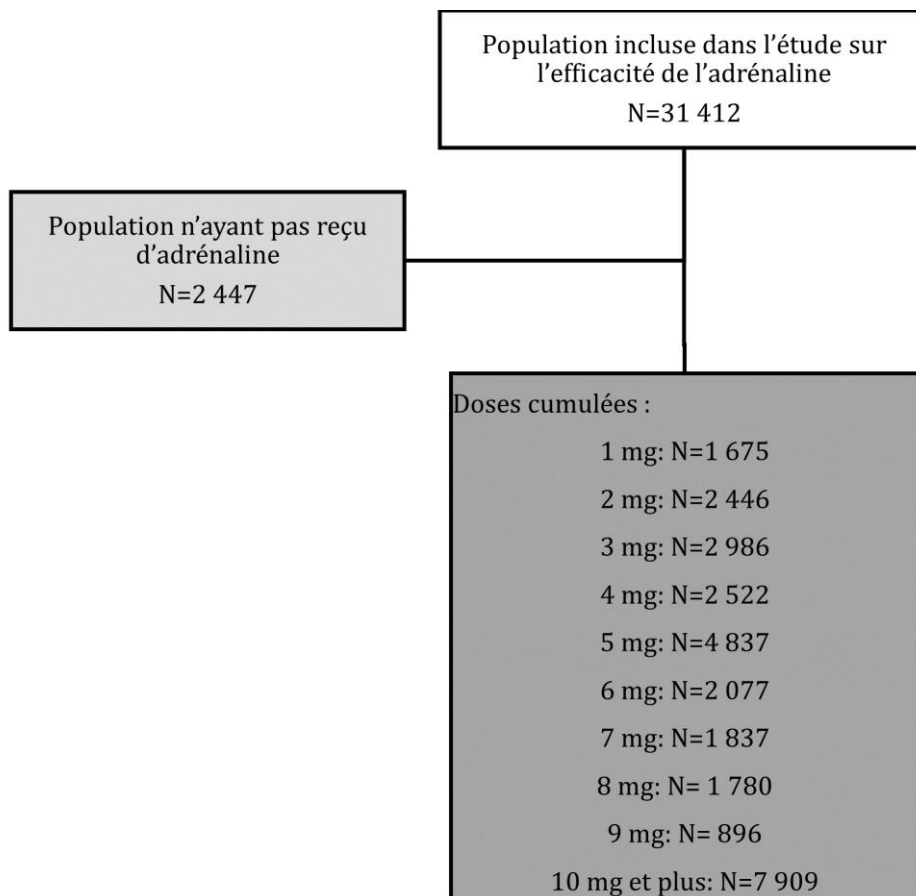 Population incluse dans l'étude sur
l'efficacité de l'adrénaline
N=31 412
Population n'ayant pas reçu
d'adrénaline
N=2 447
Doses cumulées :
1 mg: N=1 675
2 mg: N=2 446
3 mg: N=2 986
4 mg: N=2 522
5 mg: N=4 837
6 mg: N=2 077
7 mg: N=1 837
8 mg: N= 1 780
9 mg: N= 896
10 mg et plus: N=7 909